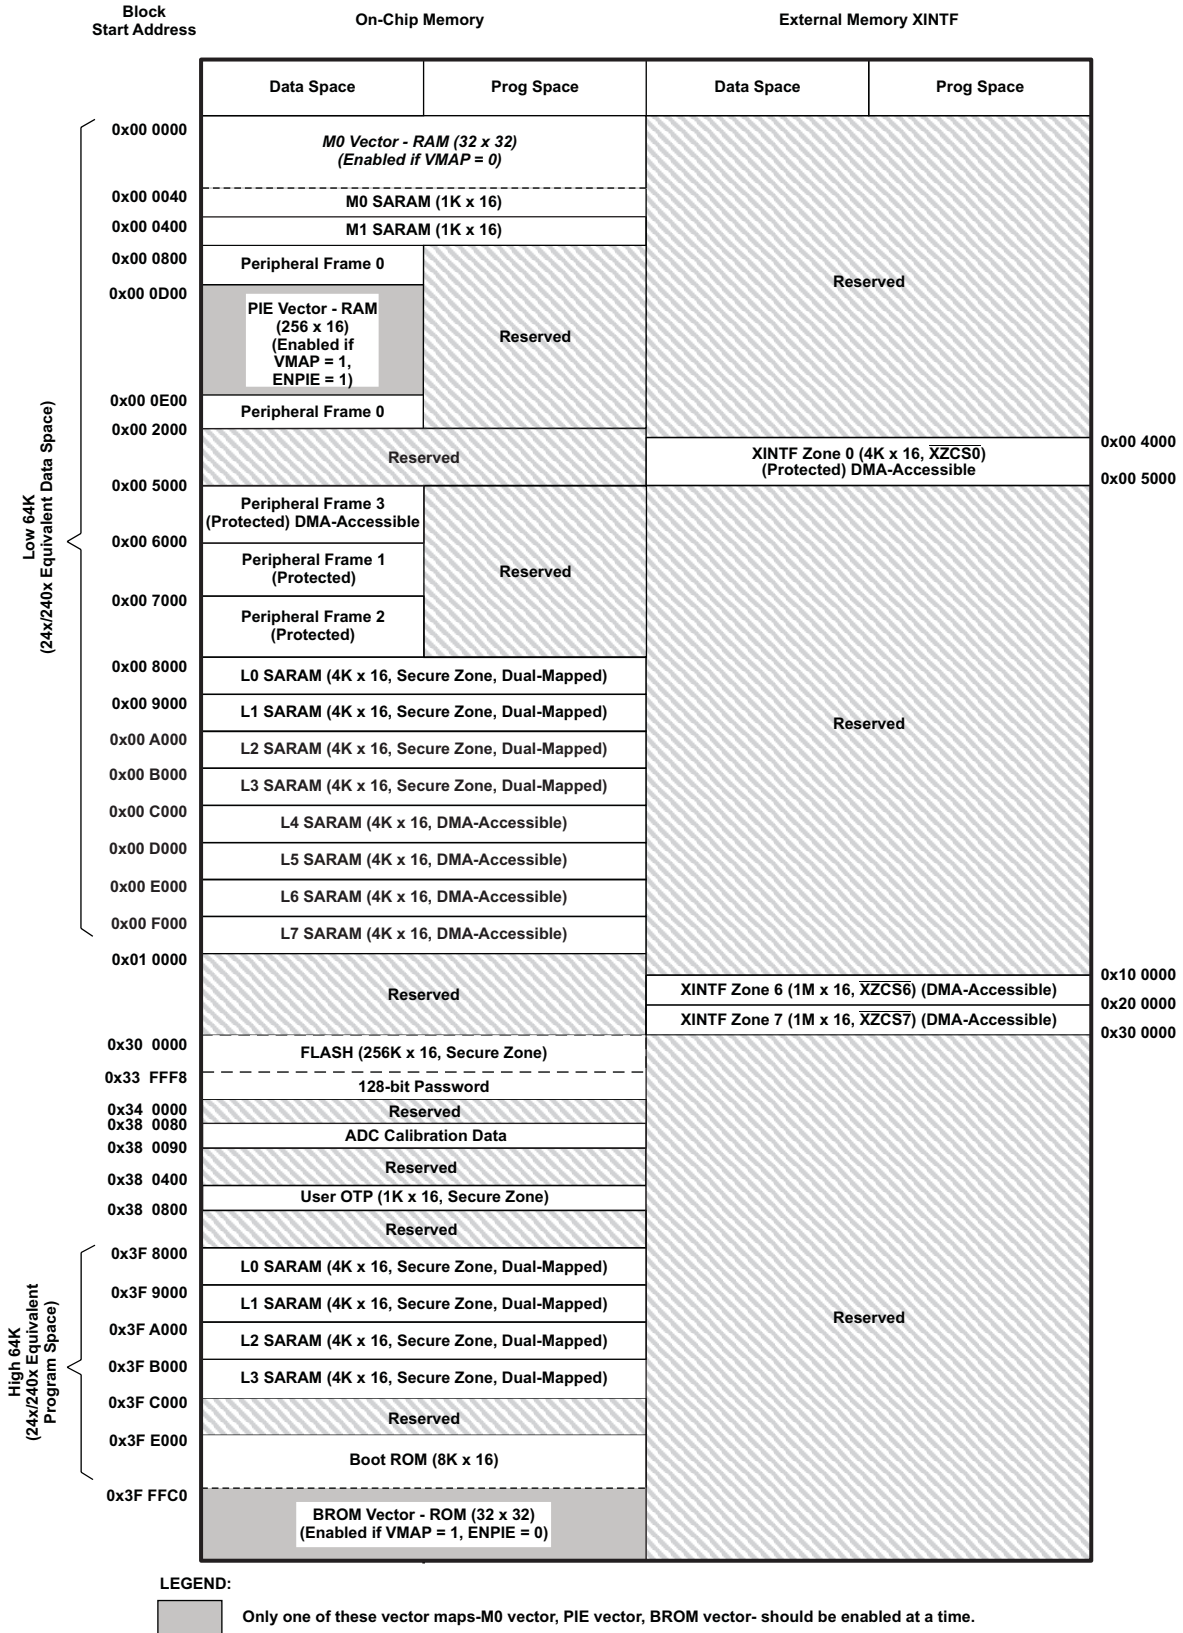 Block
Start Address
On-Chip Memory
External Memory XINTF
Data Space
Prog Space
Data Space
Prog Space
Low 64K
(24x/240x Equivalent Data Space)
0x00 0000
M0 Vector - RAM (32 x 32)
(Enabled if VMAP = 0)
0x00 0040
M0 SARAM (1K x 16)
0x00 0400
M1 SARAM (1K x 16)
0x00 0800
Peripheral Frame 0
0x00 0D00
PIE Vector - RAM
(256 x 16)
(Enabled if
VMAP = 1,
ENPIE = 1)
Reserved
Reserved
0x00 0E00
Peripheral Frame 0
0x00 2000
Reserved
XINTF Zone 0 (4K x 16, XZCS0)
(Protected) DMA-Accessible
0x00 4000
0x00 5000
0x00 5000
Peripheral Frame 3
(Protected) DMA-Accessible
0x00 6000
Peripheral Frame 1
(Protected)
Reserved
0x00 7000
Peripheral Frame 2
(Protected)
0x00 8000
L0 SARAM (4K x 16, Secure Zone, Dual-Mapped)
0x00 9000
L1 SARAM (4K x 16, Secure Zone, Dual-Mapped)
Reserved
0x00 A000
L2 SARAM (4K x 16, Secure Zone, Dual-Mapped)
0x00 B000
L3 SARAM (4K x 16, Secure Zone, Dual-Mapped)
0x00 C000
L4 SARAM (4K x 16, DMA-Accessible)
0x00 D000
L5 SARAM (4K x 16, DMA-Accessible)
0x00 E000
L6 SARAM (4K x 16, DMA-Accessible)
0x00 F000
L7 SARAM (4K x 16, DMA-Accessible)
0x01 0000
Reserved
0x10 0000
XINTF Zone 6 (1M x 16, XZCS6) (DMA-Accessible)
0x20 0000
XINTF Zone 7 (1M x 16, XZCS7) (DMA-Accessible)
0x30 0000
0x30 0000
FLASH (256K x 16, Secure Zone)
0x33 FFF8
128-bit Password
0x34 0000
Reserved
0x38 0080
ADC Calibration Data
0x38 0090
Reserved
0x38 0400
User OTP (1K x 16, Secure Zone)
0x38 0800
Reserved
High 64K
(24x/240x Equivalent
Program Space)
0x3F 8000
L0 SARAM (4K x 16, Secure Zone, Dual-Mapped)
0x3F 9000
L1 SARAM (4K x 16, Secure Zone, Dual-Mapped)
Reserved
0x3F A000
L2 SARAM (4K x 16, Secure Zone, Dual-Mapped)
0x3F B000
L3 SARAM (4K x 16, Secure Zone, Dual-Mapped)
0x3F C000
Reserved
0x3F E000
Boot ROM (8K x 16)
0x3F FFC0
BROM Vector - ROM (32 x 32)
(Enabled if VMAP = 1, ENPIE = 0)
LEGEND:
Only one of these vector maps-M0 vector, PIE vector, BROM vector- should be enabled at a time.